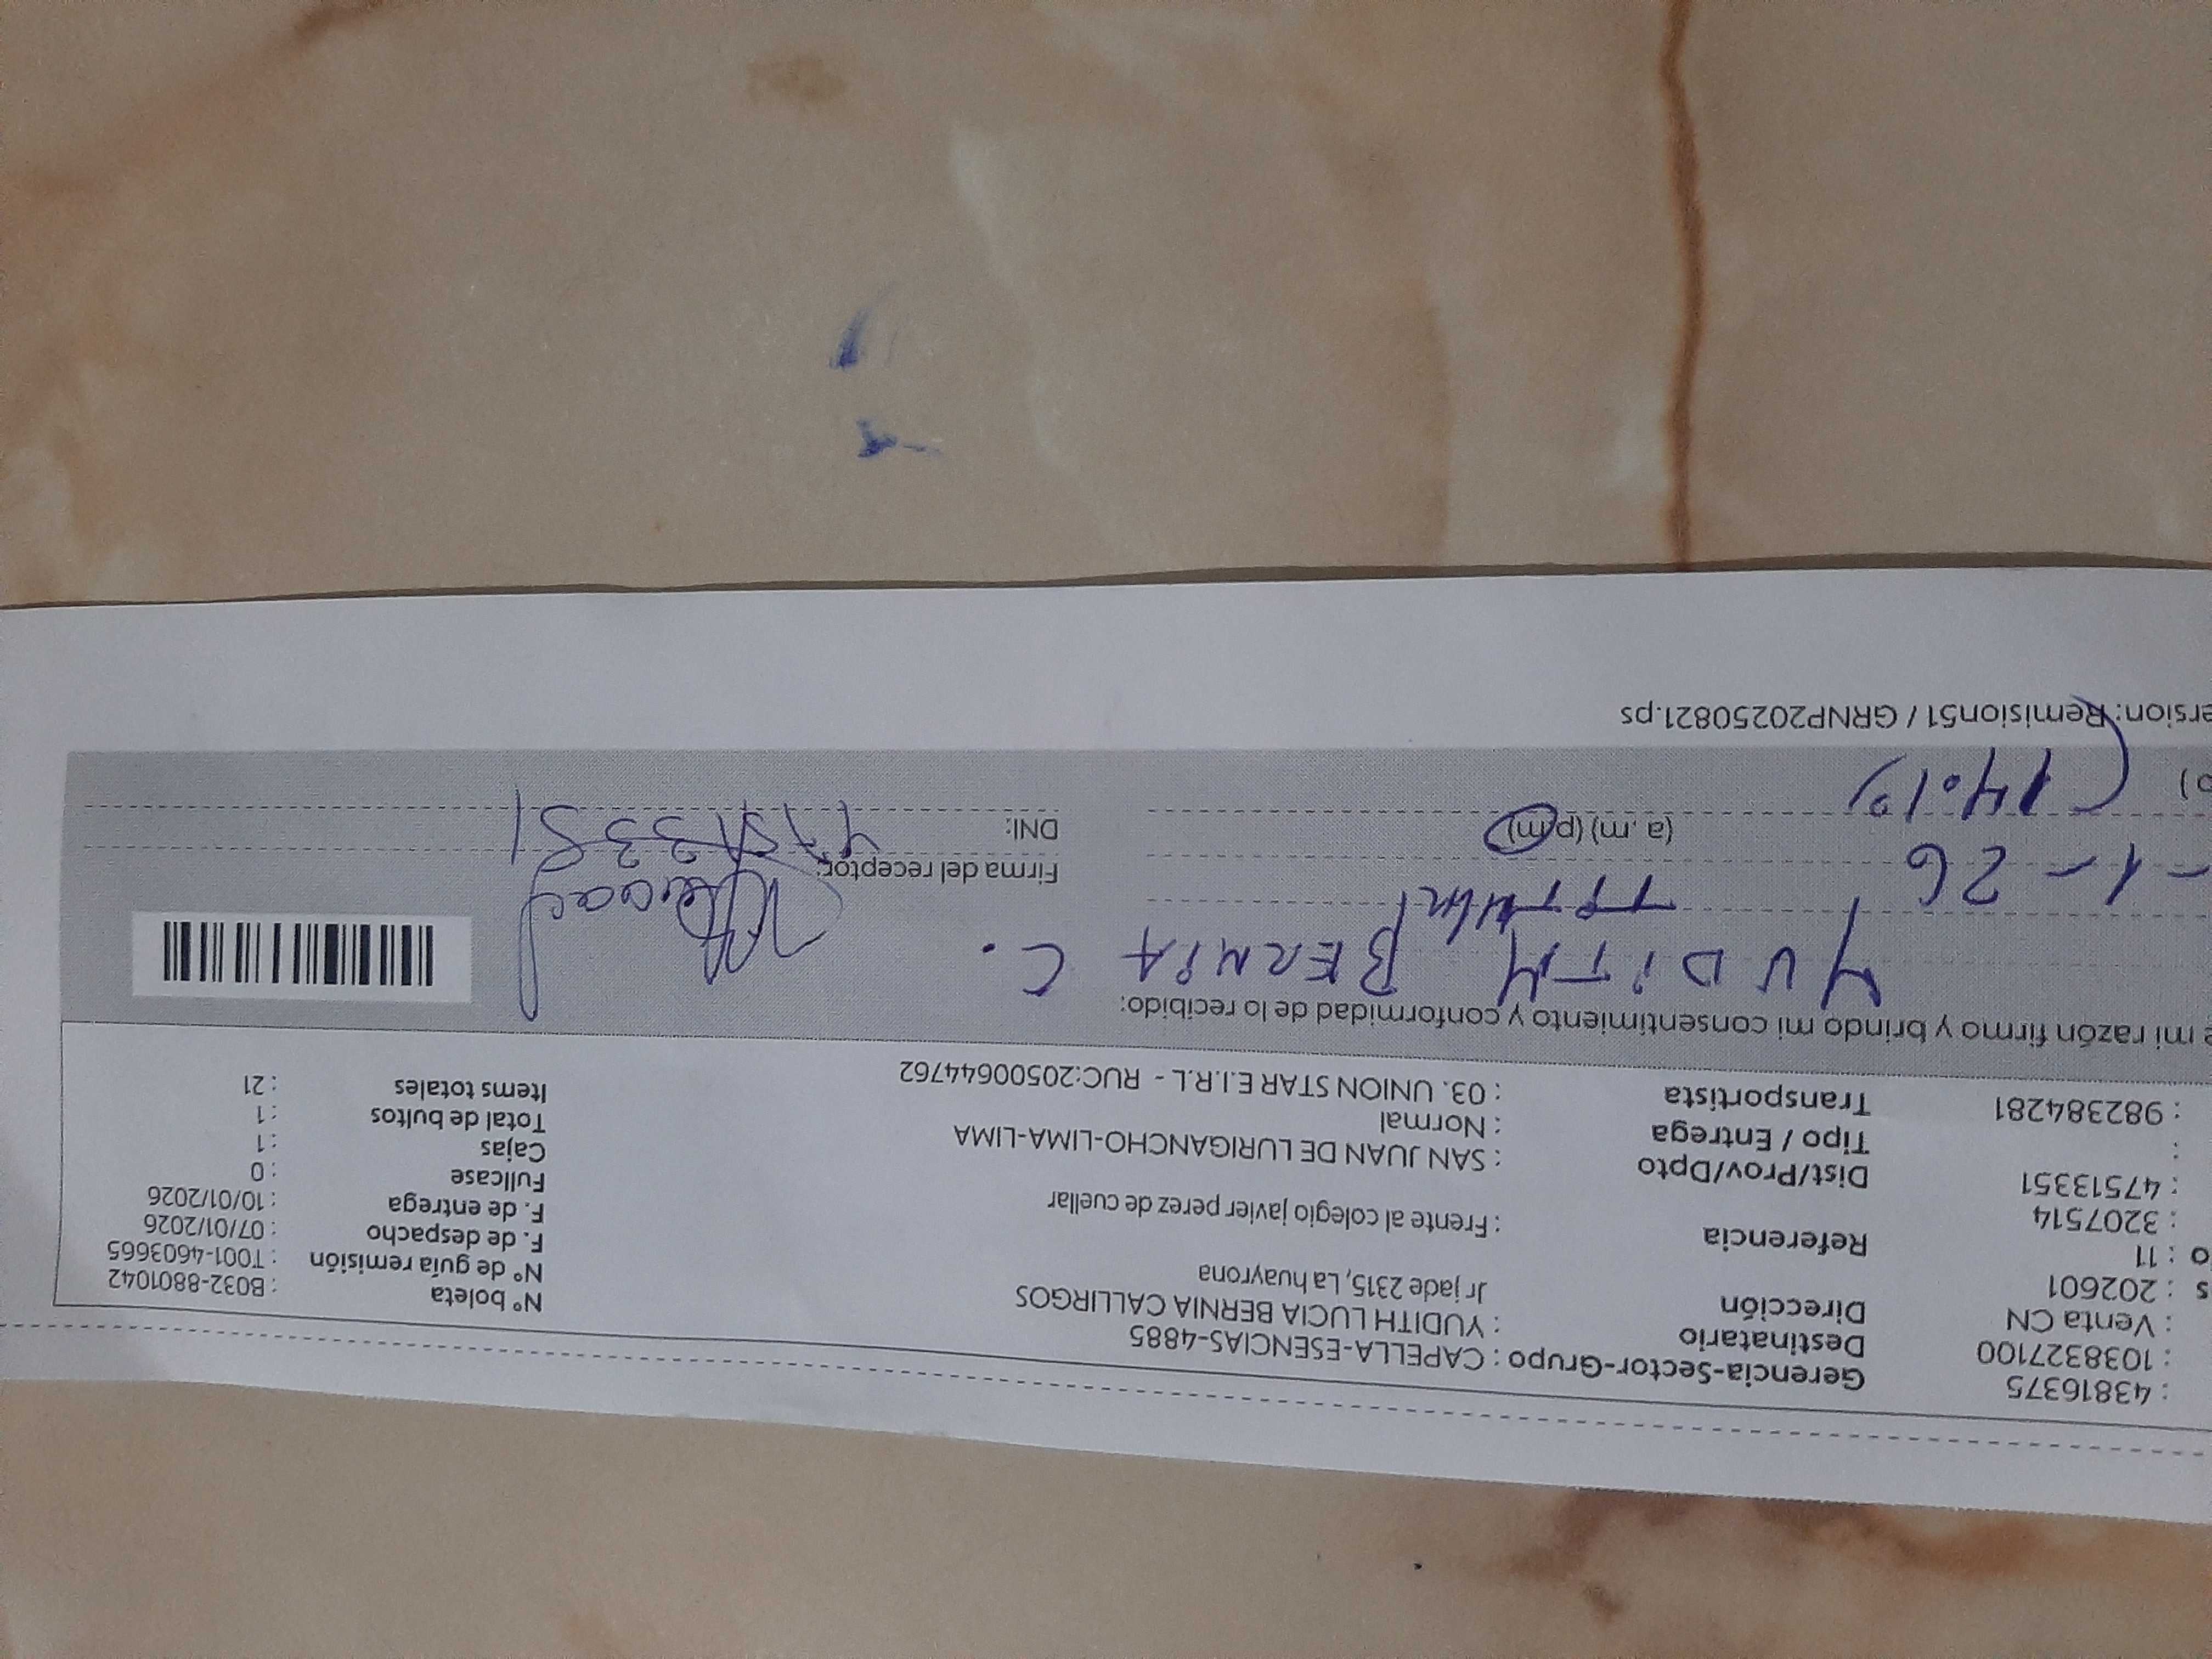 : 43816375 Gerencia-Sector-Grupo : CAPELLA-ESENCIAS-4885
: 1038327100 Destinatario : YUDITH LUCIA BERNIA CALLIRGOS
: Venta CN Dirección Jr jade 2315, La huayrona
s : 202601
o : 11 Referencia : Frente al colegio javier perez de cuellar
: 3207514
: 47513351 Dist/Prov/Dpto : SAN JUAN DE LURIGANCHO-LIMA-LIMA
: Tipo / Entrega : Normal
: 982384281 Transportista : 03. UNION STAR E.I.R.L - RUC:20500644762
Nº boleta : B032-8801042
Nº de guía remisión : T001-4603665
F. de despacho : 07/01/2026
F. de entrega : 10/01/2026
Fullcase : 0
Cajas : 1
Total de bultos : 1
Items totales : 21
e mi razón firmo y brindo mi consentimiento y conformidad de lo recibido:
YUDiTH BERNiA C.
- 1 - 26
Firma del receptor:
(a. m) (p.m)
DNI: 47513351
o) (14:10)
ersion: Remision51 / GRNP20250821.ps